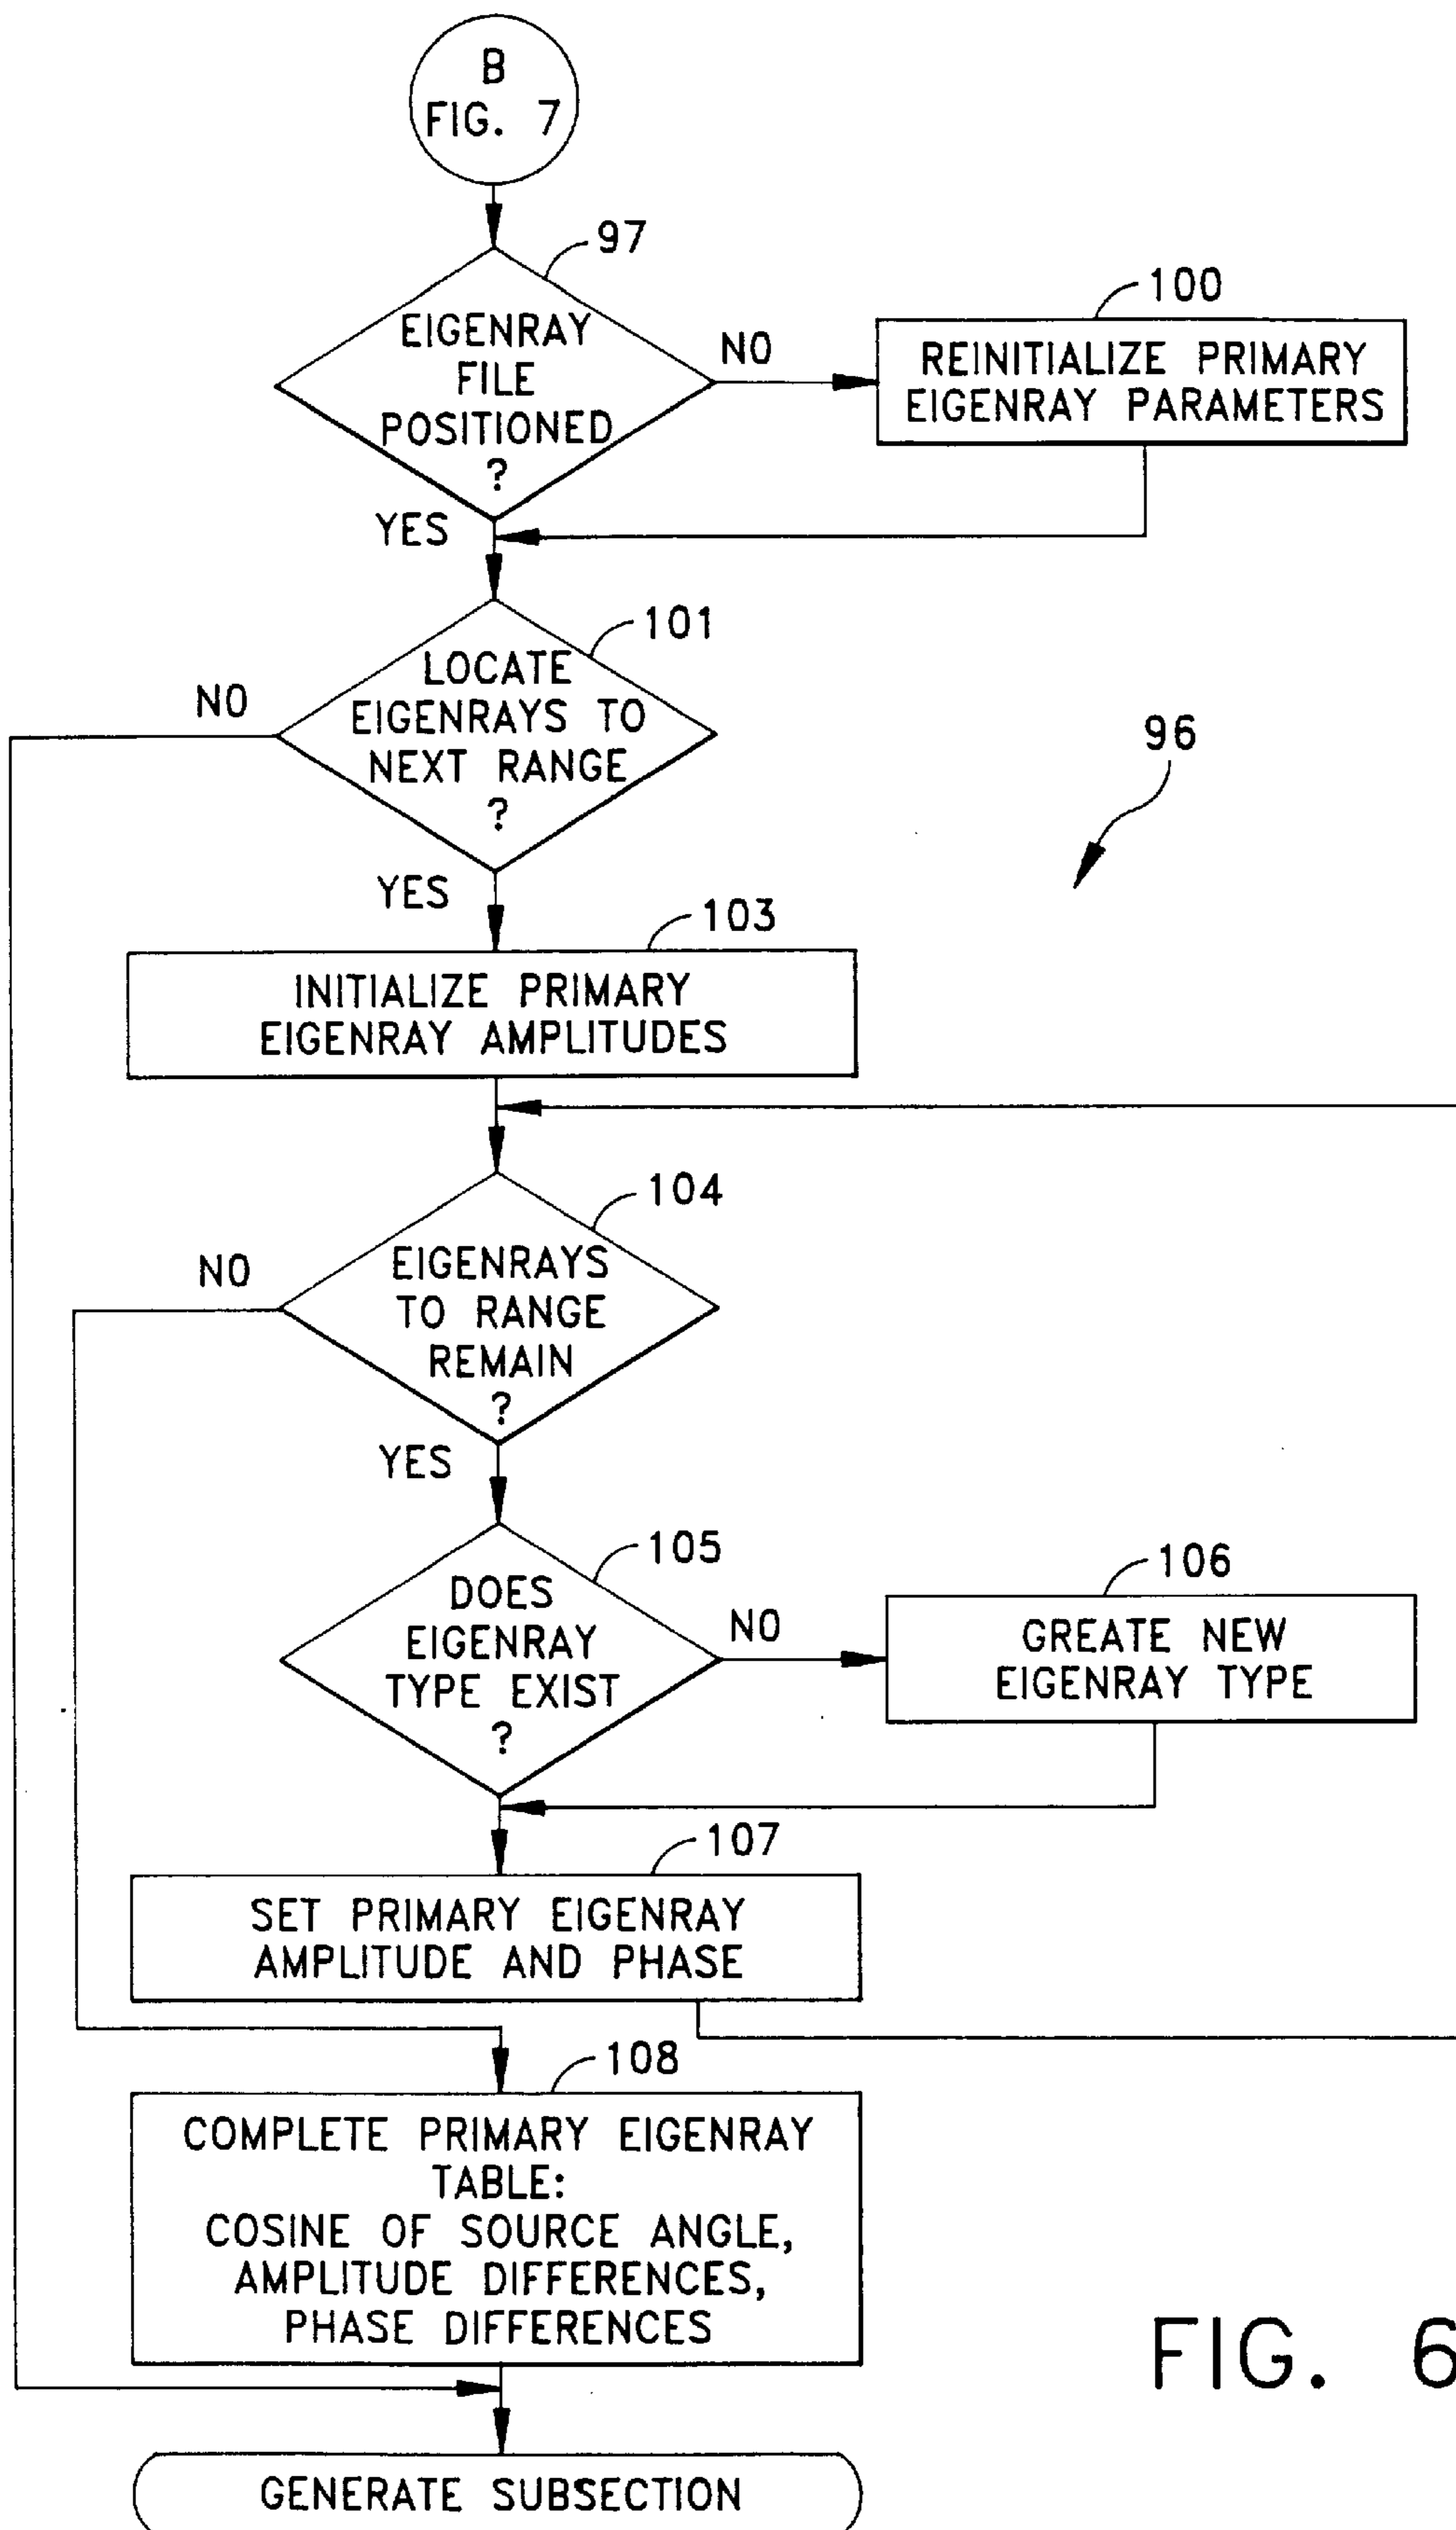 B
FIG. 7
97
EIGENRAY
FILE
POSITIONED
?
NO
100
REINITIALIZE PRIMARY
EIGENRAY PARAMETERS
YES
101
LOCATE
EIGENRAYS TO
NEXT RANGE
?
NO
96
YES
103
INITIALIZE PRIMARY
EIGENRAY AMPLITUDES
104
EIGENRAYS
TO RANGE
REMAIN
?
NO
YES
105
DOES
EIGENRAY
TYPE EXIST
?
NO
106
GREATE NEW
EIGENRAY TYPE
107
SET PRIMARY EIGENRAY
AMPLITUDE AND PHASE
108
COMPLETE PRIMARY EIGENRAY
TABLE:
COSINE OF SOURCE ANGLE,
AMPLITUDE DIFFERENCES,
PHASE DIFFERENCES
FIG. 6
GENERATE SUBSECTION